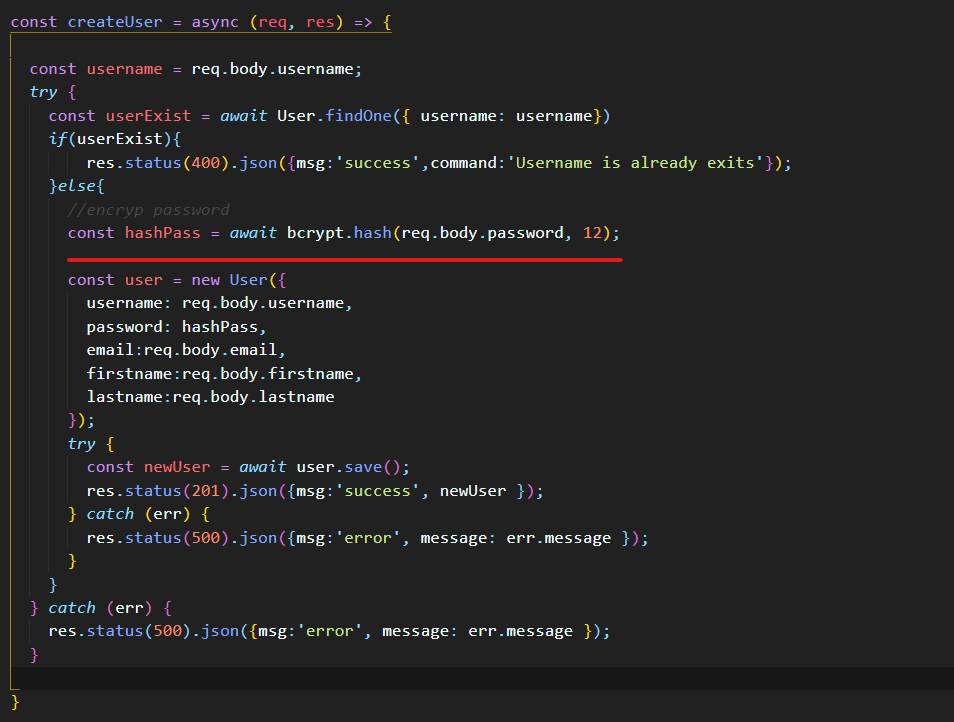 const createUser = async (req, res) => {
const username = req.body.username;
try {
const userExist = await User.findOne({ username: username})
if(userExist){
res.status(400).json({msg:'success',command:'Username is already exits'});
}else{
//encryp password
const hashPass = await bcrypt.hash(req.body.password, 12);
const user = new User({
username: req.body.username,
password: hashPass,
email:req.body.email,
firstname:req.body.firstname,
lastname:req.body.lastname
});
try {
const newUser = await user.save();
res.status(201).json({msg:'success', newUser });
} catch (err) {
res.status(500).json({msg:'error', message: err.message });
}
}
} catch (err) {
res.status(500).json({msg:'error', message: err.message });
}
}